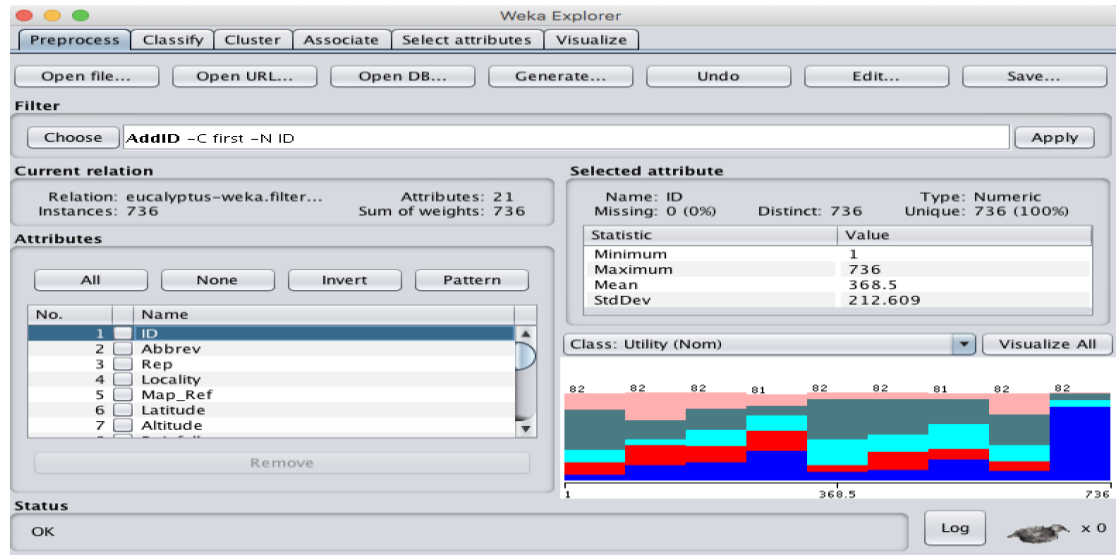 Weka Explorer
Preprocess Classify Cluster Associate Select attributes Visualize
Open file... Open URL... Open DB... Generate... Undo Edit... Save...
Filter
Choose AddID -C first -N ID Apply
Current relation
Relation: eucalyptus-weka.filter... Attributes: 21
Instances: 736 Sum of weights: 736
Attributes
All None Invert Pattern
No. Name
1 ID
2 Abbrev
3 Rep
4 Locality
5 Map_Ref
6 Latitude
7 Altitude
Remove
Selected attribute
Name: ID Type: Numeric
Missing: 0 (0%) Distinct: 736 Unique: 736 (100%)
Statistic Value
Minimum 1
Maximum 736
Mean 368.5
StdDev 212.609
Class: Utility (Nom) Visualize All
82 82 82 81 82 82 81 82 82
1 368.5 736
Status
OK Log x 0